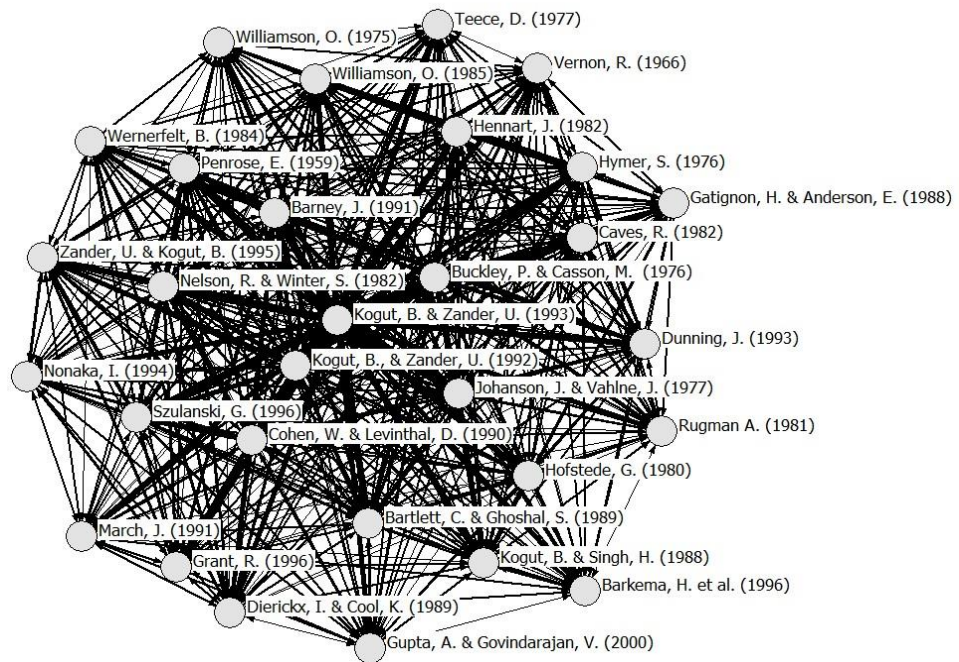 Teece, D. (1977)
Williamson, O. (1975)
Vernon, R. (1966)
Williamson, O. (1985)
Hennart, J. (1982)
Wernerfelt, B. (1984)
Penrose, E. (1959)
Hymer, S. (1976)
Gatignon, H. & Anderson, E. (1988)
Barney, J. (1991)
Caves, R. (1982)
Zander, U. & Kogut, B. (1995)
Buckley, P. & Casson, M. (1976)
Nelson, R. & Winter, S. (1982)
Kogut, B. & Zander, U. (1993)
Dunning, J. (1993)
Kogut, B., & Zander, U. (1992)
Nonaka, I. (1994)
Johanson, J. & Vahlne, J. (1977)
Szulanski, G. (1996)
Rugman A. (1981)
Cohen, W. & Levinthal, D. (1990)
Hofstede, G. (1980)
Bartlett, C. & Ghoshal, S. (1989)
March, J. (1991)
Kogut, B. & Singh, H. (1988)
Grant, R. (1996)
Barkema, H. et al. (1996)
Dierickx, I. & Cool, K. (1989)
Gupta, A. & Govindarajan, V. (2000)